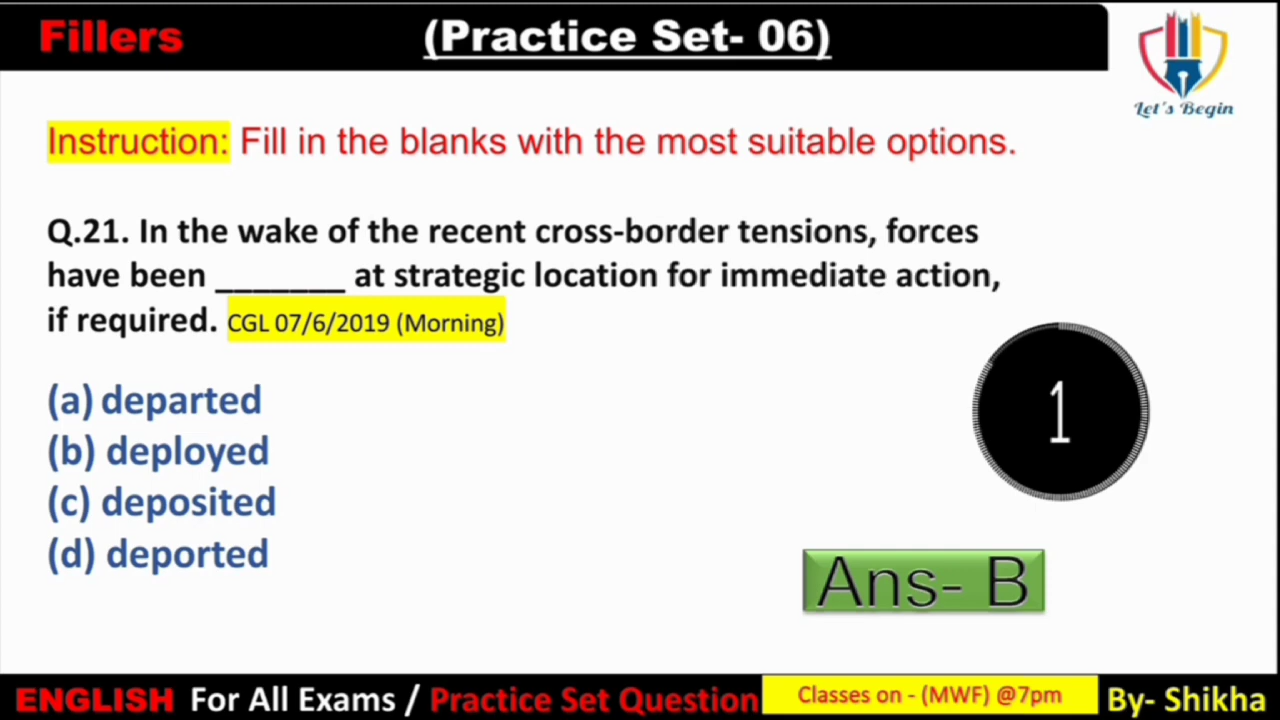 Fillers
(Practice Set- 06)
Let's Begin
Instruction: Fill in the blanks with the most suitable options.
Q.21. In the wake of the recent cross-border tensions, forces
have been _______ at strategic location for immediate action,
if required. CGL 07/6/2019 (Morning)
(a) departed
(b) deployed
(c) deposited
(d) deported
1
Ans- B
ENGLISH For All Exams / Practice Set Question
Classes on - (MWF) @7pm
By- Shikha